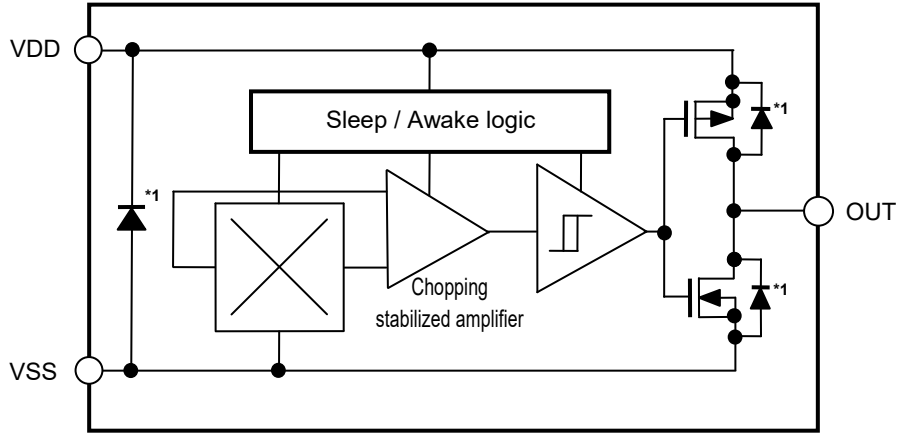 VDD
Sleep / Awake logic
*1
*1
OUT
*1
Chopping
stabilized amplifier
VSS